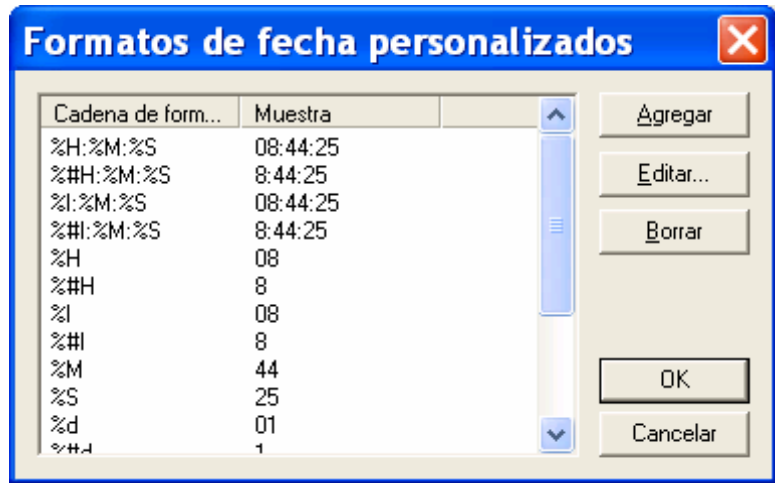 Formatos de fecha personalizados
Cadena de form... Muestra
%H:%M:%S 08:44:25
%#H:%M:%S 8:44:25
%I:%M:%S 08:44:25
%#I:%M:%S 8:44:25
%H 08
%#H 8
%I 08
%#I 8
%M 44
%S 25
%d 01
%#d 1
Agregar
Editar...
Borrar
OK
Cancelar